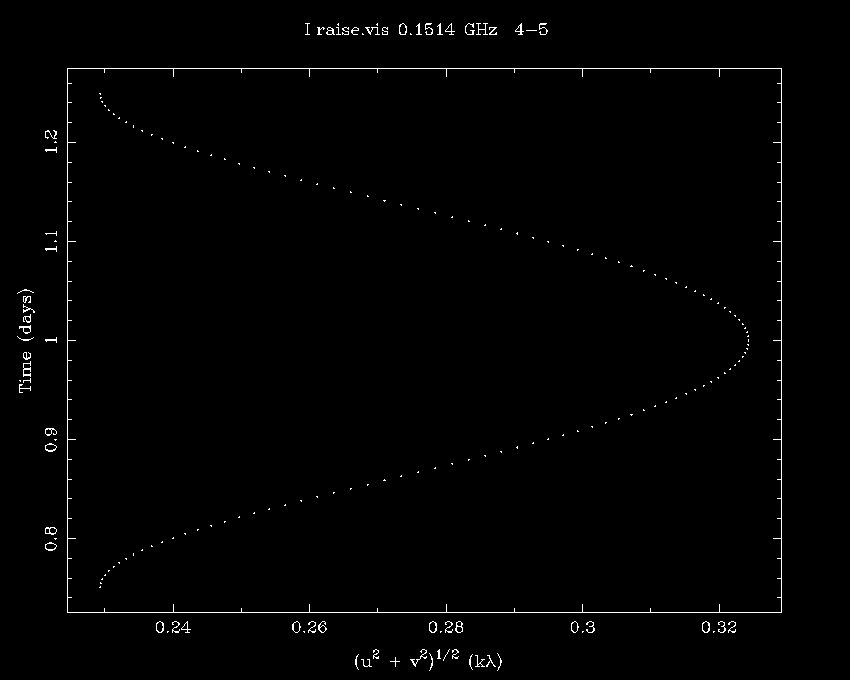 I raise.vis 0.1514 GHz 4−5
1.2
1.1
1
0.9
0.8
Time (days)
0.24 0.26 0.28 0.3 0.32
(u² + v²)¹/² (kλ)